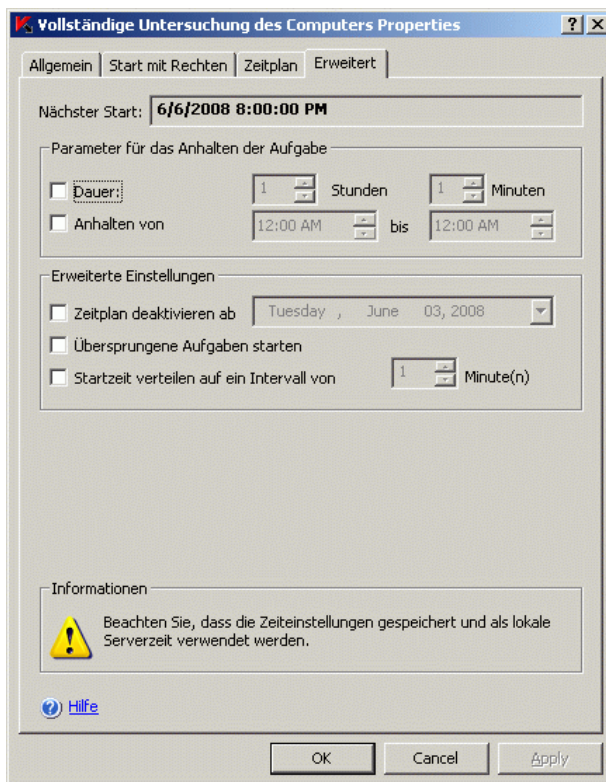 Vollständige Untersuchung des Computers Properties
Allgemein Start mit Rechten Zeitplan Erweitert
Nächster Start: 6/6/2008 8:00:00 PM
Parameter für das Anhalten der Aufgabe
Dauer: 1 Stunden 1 Minuten
Anhalten von 12:00 AM bis 12:00 AM
Erweiterte Einstellungen
Zeitplan deaktivieren ab Tuesday , June 03, 2008
Übersprungene Aufgaben starten
Startzeit verteilen auf ein Intervall von 1 Minute(n)
Informationen
Beachten Sie, dass die Zeiteinstellungen gespeichert und als lokale
Serverzeit verwendet werden.
Hilfe
OK Cancel Apply